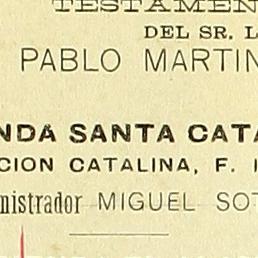 TESTAMEN
DEL SR. L
PABLO MARTIN
NDA SANTA CATA
CION CATALINA, F. I
nistrador MIGUEL SOT